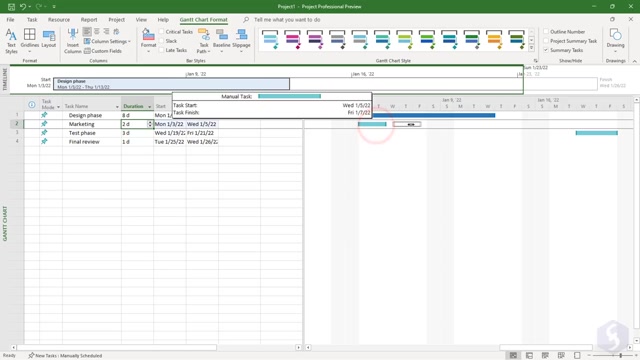 Project1 - Project Professional Preview
File Task Resource Report Project View Help Gantt Chart Format Tell me what you want to do
Text Styles
Gridlines
Layout
Insert Column
Column Settings
Format
Columns
Format
Critical Tasks
Slack
Late Tasks
Task Path
Bar Styles
Baseline
Slippage
Gantt Chart Style
Outline Number
Project Summary Task
Summary Tasks
Show/Hide
Drawing
Drawings
TIMELINE
Start
Mon 1/3/22
Jan 9, '22
Jan 16, '22
Sun 1/23/22
Finish
Wed 1/26/22
Design phase
Mon 1/3/22 - Thu 1/13/22
Manual Task:
Task Start: Wed 1/5/22
Task Finish: Fri 1/7/22
Task Mode Task Name Duration Start
Jan 9, '22 Jan 16, '22
1 Design phase 8 d
2 Marketing 2 d Mon 1/3/22 Wed 1/5/22
3 Test phase 3 d Wed 1/19/22 Fri 1/21/22
4 Final review 1 d Tue 1/25/22 Wed 1/26/22
GANTT CHART
Ready New Tasks : Manually Scheduled